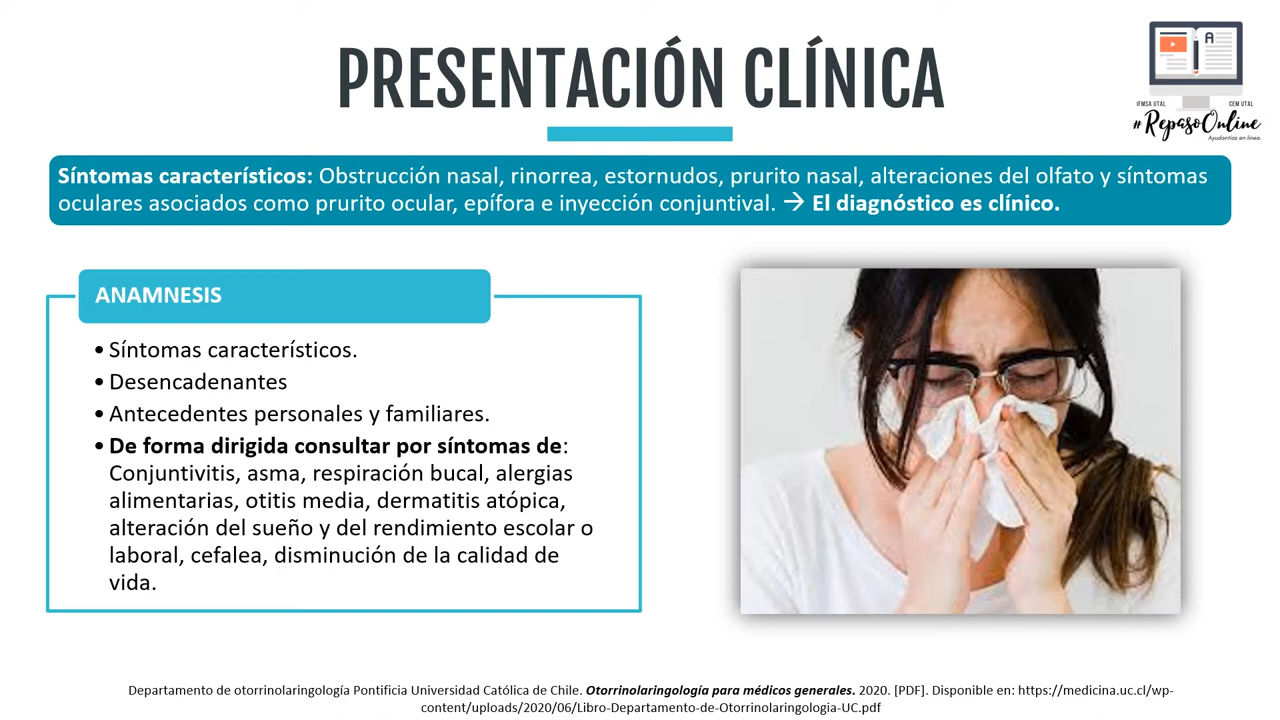 PRESENTACIÓN CLÍNICA
A
IFMSA UTAL
CEM UTAL
#RepasoOnline
Ayudantías en línea.
Síntomas característicos: Obstrucción nasal, rinorrea, estornudos, prurito nasal, alteraciones del olfato y síntomas
oculares asociados como prurito ocular, epífora e inyección conjuntival. → El diagnóstico es clínico.
ANAMNESIS
• Síntomas característicos.
• Desencadenantes
• Antecedentes personales y familiares.
• De forma dirigida consultar por síntomas de:
Conjuntivitis, asma, respiración bucal, alergias
alimentarias, otitis media, dermatitis atópica,
alteración del sueño y del rendimiento escolar o
laboral, cefalea, disminución de la calidad de
vida.
Departamento de otorrinolaringología Pontificia Universidad Católica de Chile. Otorrinolaringología para médicos generales. 2020. [PDF]. Disponible en: https://medicina.uc.cl/wp-
content/uploads/2020/06/Libro-Departamento-de-Otorrinolaringologia-UC.pdf